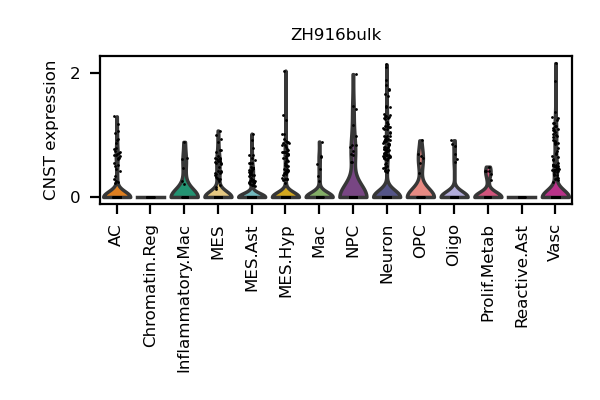 ZH916bulk
CNST expression
2
0
AC
Chromatin.Reg
Inflammatory.Mac
MES
MES.Ast
MES.Hyp
Mac
NPC
Neuron
OPC
Oligo
Prolif.Metab
Reactive.Ast
Vasc